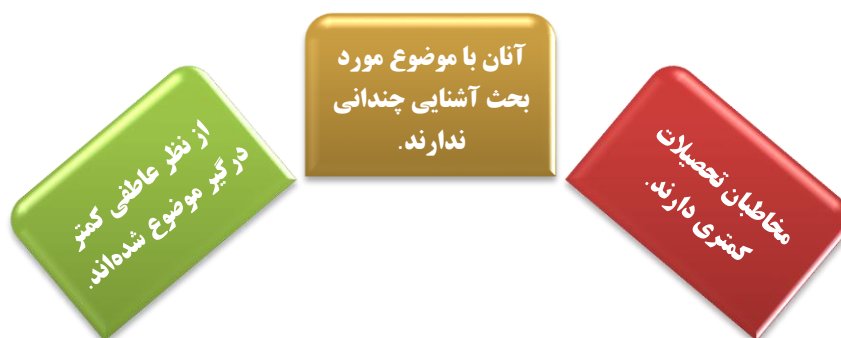 مخاطبان تحصیلات
کمتری دارند.
آنان با موضوع مورد
بحث آشنایی چندانی
ندارند.
از نظر عاطفی کمتر
درگیر موضوع شده‌اند.